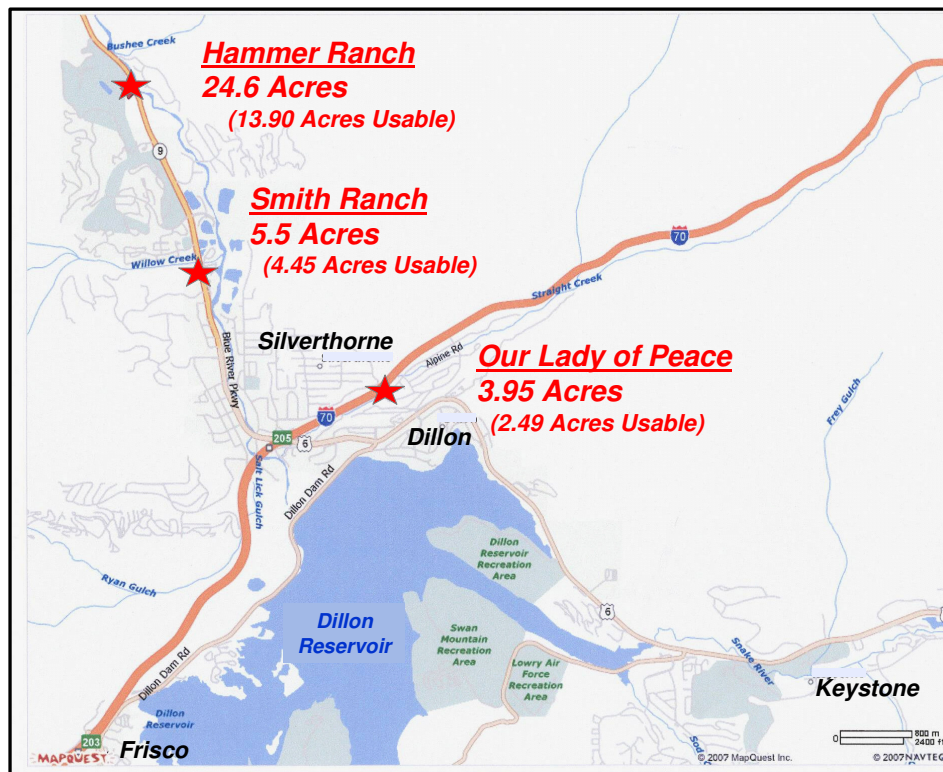 Bushee Creek
Hammer Ranch
24.6 Acres
(13.90 Acres Usable)
9
Smith Ranch
5.5 Acres
(4.45 Acres Usable)
Willow Creek
70
Straight Creek
Silverthorne
Blue River Pkwy
Alpine Rd
Our Lady of Peace
3.95 Acres
(2.49 Acres Usable)
Frey Gulch
70
205
6
Dillon
Salt Lick Gulch
Dillon Dam Rd
Dillon
Reservoir
Recreation
Area
Ryan Gulch
Dillon
Reservoir
Swan
Mountain
Recreation
Area
6
Lowry Air
Force
Recreation
Area
Snake River
6
Keystone
Dillon Dam Rd
Dillon
Reservoir
203
MAPQUEST
Frisco
0
800 m
2400 ft
© 2007 MapQuest Inc.
© 2007 NAVTEQ